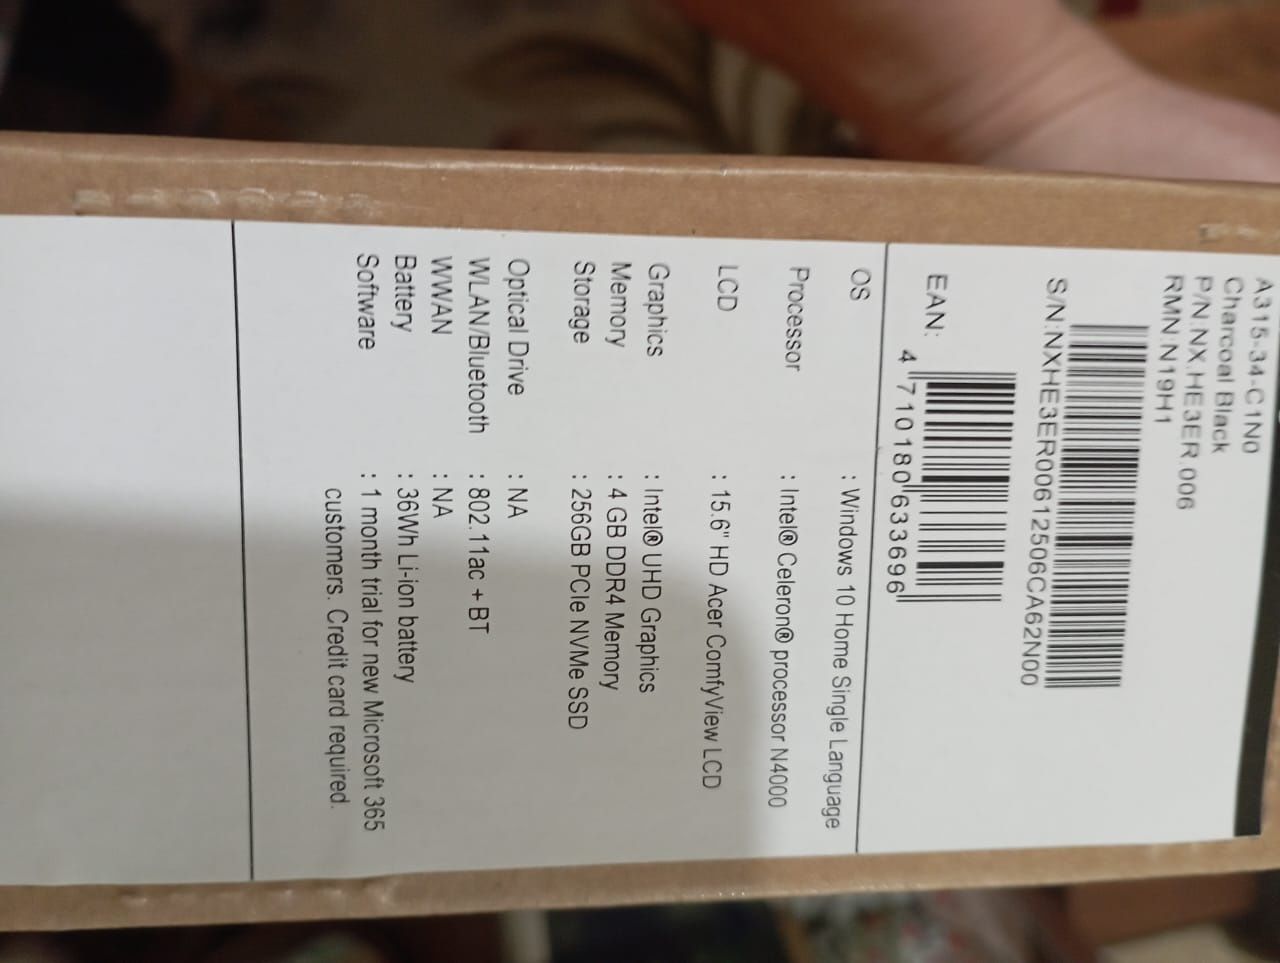 A315-34-C1N0
Charcoal Black
P/N:NX.HE3ER.006
RMN:N19H1
S/N:NXHE3ER00612506CA62N00
EAN: 4 710180 633696
OS : Windows 10 Home Single Language
Processor : Intel® Celeron® processor N4000
LCD : 15.6" HD Acer ComfyView LCD
Graphics : Intel® UHD Graphics
Memory : 4 GB DDR4 Memory
Storage : 256GB PCIe NVMe SSD
Optical Drive : NA
WLAN/Bluetooth : 802.11ac + BT
WWAN : NA
Battery : 36Wh Li-ion battery
Software : 1 month trial for new Microsoft 365
customers. Credit card required.